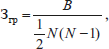 З_гр = B / (1/2 N(N − 1)),